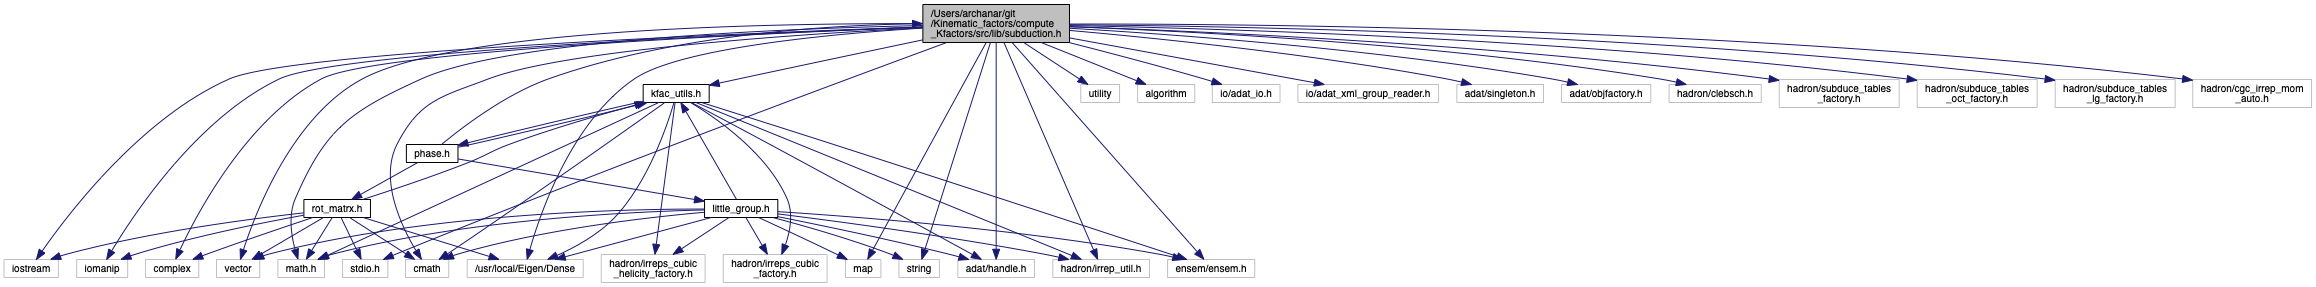 /Users/archanar/git
/Kinematic_factors/compute
_Kfactors/src/lib/subduction.h
kfac_utils.h
utility
algorithm
io/adat_io.h
io/adat_xml_group_reader.h
adat/singleton.h
adat/objfactory.h
hadron/clebsch.h
hadron/subduce_tables
_factory.h
hadron/subduce_tables
_oct_factory.h
hadron/subduce_tables
_lg_factory.h
hadron/cgc_irrep_mom
_auto.h
phase.h
rot_matrx.h
little_group.h
iostream
iomanip
complex
vector
math.h
stdio.h
cmath
/usr/local/Eigen/Dense
hadron/irreps_cubic
_helicity_factory.h
hadron/irreps_cubic
_factory.h
map
string
adat/handle.h
hadron/irrep_util.h
ensem/ensem.h